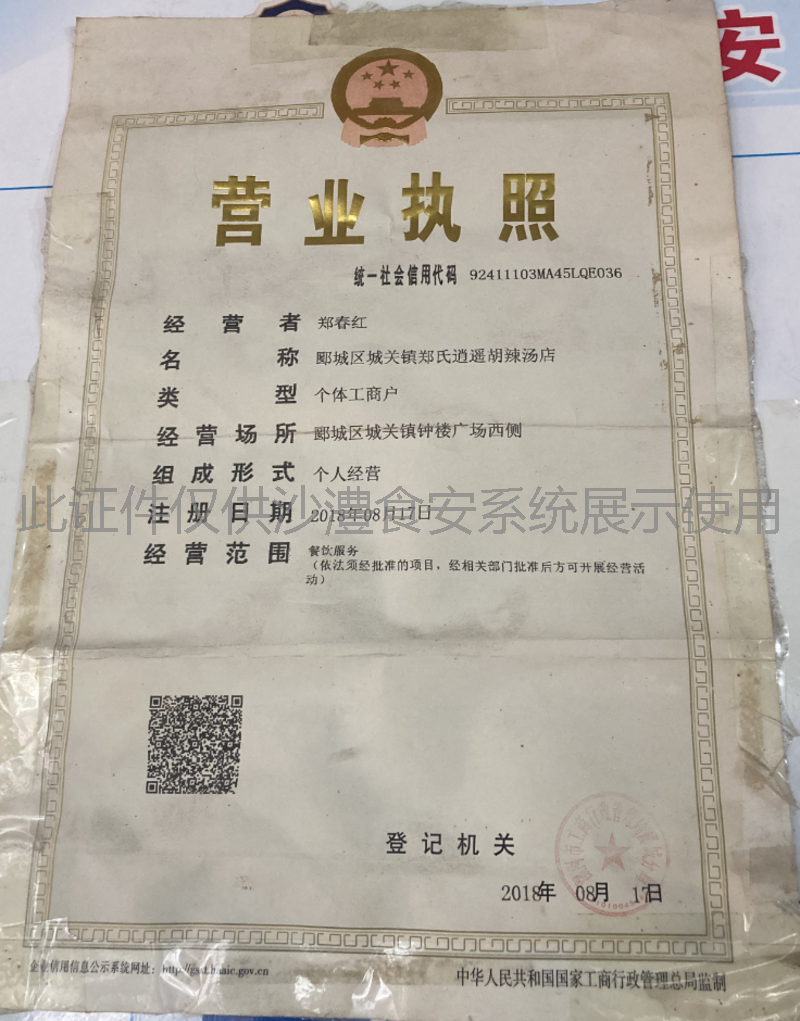 安
营业执照
统一社会信用代码 92411103MA45LQE036
经营者 郑春红
名称 郾城区城关镇郑氏逍遥胡辣汤店
类型 个体工商户
经营场所 郾城区城关镇钟楼广场西侧
组成形式 个人经营
此证件仅供沙澧食安系统展示使用
注册日期 2018年08月17日
经营范围 餐饮服务
（依法须经批准的项目，经相关部门批准后方可开展经营活
动）
登记机关
2018年 08月 17日
企业信用信息公示系统网址：
中华人民共和国国家工商行政管理总局监制